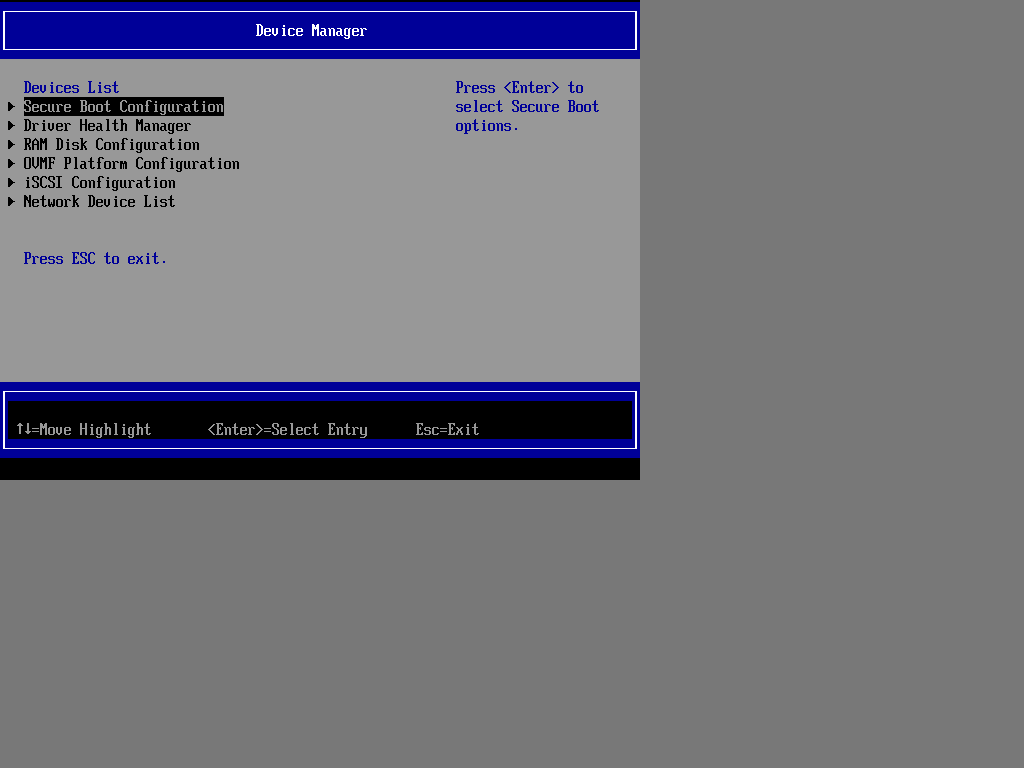 Device Manager
Devices List
Secure Boot Configuration
Driver Health Manager
RAM Disk Configuration
OVMF Platform Configuration
iSCSI Configuration
Network Device List
Press ESC to exit.
Press <Enter> to
select Secure Boot
options.
↑↓=Move Highlight <Enter>=Select Entry Esc=Exit